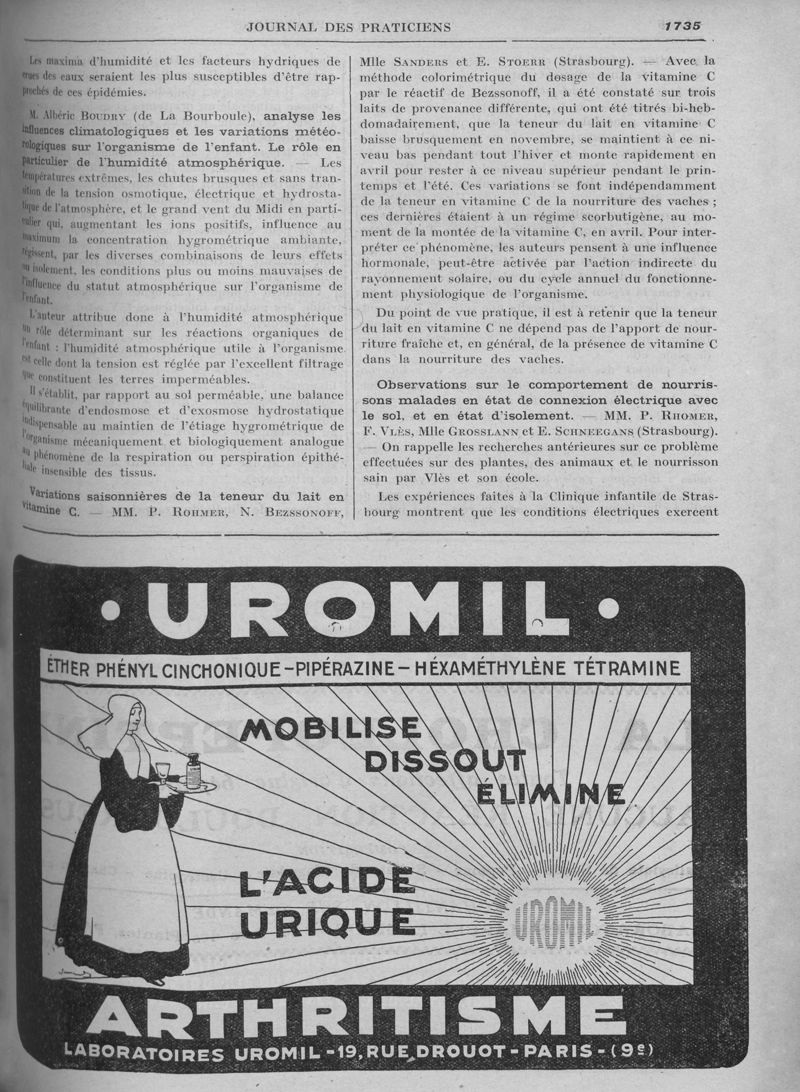 JOURNAL DES PRATICIENS 1735
Les maxima d'humidité et les facteurs hydriques de
crues des eaux seraient les plus susceptibles d'être rap-
prochés de ces épidémies.
M. Albéric BOUDRY (de La Bourboule), analyse les
influences climatologiques et les variations météo-
rologiques sur l'organisme de l'enfant. Le rôle en
particulier de l'humidité atmosphérique. — Les
températures extrêmes, les chutes brusques et sans tran-
sition de la tension osmotique, électrique et hydrosta-
tique de l'atmosphère, et le grand vent du Midi en parti-
culier qui, augmentant les ions positifs, influence au
maximum la concentration hygrométrique ambiante,
régissent, par les diverses combinaisons de leurs effets
ou isolement, les conditions plus ou moins mauvaises de
l'influence du statut atmosphérique sur l'organisme de
l'enfant.
L'auteur attribue donc à l'humidité atmosphérique
un rôle déterminant sur les réactions organiques de
l'enfant : l'humidité atmosphérique utile à l'organisme
est celle dont la tension est réglée par l'excellent filtrage
que constituent les terres imperméables.
Il s'établit, par rapport au sol perméable, une balance
équilibrante d'endosmose et d'exosmose hydrostatique
indispensable au maintien de l'étiage hygrométrique de
l'organisme mécaniquement et biologiquement analogue
au phénomène de la respiration ou perspiration épithé-
liale insensible des tissus.
Variations saisonnières de la teneur du lait en
vitamine C. — MM. P. ROHMER, N. BEZSSONOFF,
Mlle SANDERS et E. STOERR (Strasbourg). — Avec la
méthode colorimétrique du dosage de la vitamine C
par le réactif de Bezssonoff, il a été constaté sur trois
laits de provenance différente, qui ont été titrés bi-heb-
domadairement, que la teneur du lait en vitamine C
baisse brusquement en novembre, se maintient à ce ni-
veau bas pendant tout l'hiver et monte rapidement en
avril pour rester à ce niveau supérieur pendant le prin-
temps et l'été. Ces variations se font indépendamment
de la teneur en vitamine C de la nourriture des vaches ;
ces dernières étaient à un régime scorbutigène, au mo-
ment de la montée de la vitamine C, en avril. Pour inter-
préter ce phénomène, les auteurs pensent à une influence
hormonale, peut-être activée par l'action indirecte du
rayonnement solaire, ou du cycle annuel du fonctionne-
ment physiologique de l'organisme.
Du point de vue pratique, il est à retenir que la teneur
du lait en vitamine C ne dépend pas de l'apport de nour-
riture fraiche et, en général, de la présence de vitamine C
dans la nourriture des vaches.
Observations sur le comportement de nourris-
sons malades en état de connexion électrique avec
le sol, et en état d'isolement. — MM. P. RHOMER,
F. VLÈS, Mlle GROSSLANN et E. SCHNEEGANS (Strasbourg).
— On rappelle les recherches antérieures sur ce problème
effectuées sur des plantes, des animaux et le nourrisson
sain par Vlès et son école.
Les expériences faites à la Clinique infantile de Stras-
bourg montrent que les conditions électriques exercent
• UROMIL •
ÉTHER PHÉNYL CINCHONIQUE - PIPÉRAZINE - HÉXAMÉTHYLÈNE TÉTRAMINE
MOBILISE
DISSOUT
ÉLIMINE
L'ACIDE
URIQUE
UROMIL
ARTHRITISME
LABORATOIRES UROMIL - 19, RUE DROUOT - PARIS - (9e)